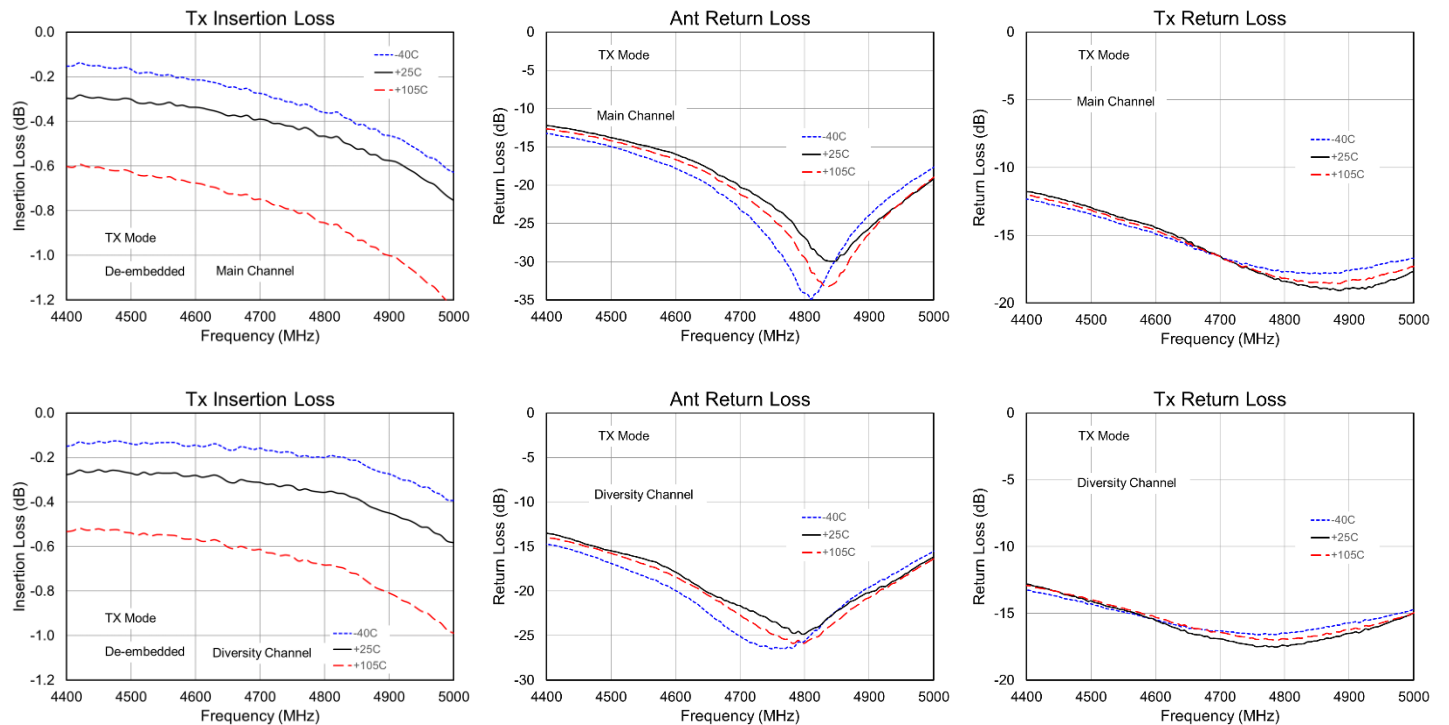 Tx Insertion Loss
0.0
-0.2
-0.4
-0.6
-0.8
-1.0
-1.2
Insertion Loss (dB)
-40C
+25C
+105C
TX Mode
De-embedded Main Channel
4400 4500 4600 4700 4800 4900 5000
Frequency (MHz)
Ant Return Loss
0
-5
-10
-15
-20
-25
-30
-35
Return Loss (dB)
TX Mode
Main Channel
-40C
+25C
+105C
4400 4500 4600 4700 4800 4900 5000
Frequency (MHz)
Tx Return Loss
0
-5
-10
-15
-20
Return Loss (dB)
TX Mode
Main Channel
-40C
+25C
+105C
4400 4500 4600 4700 4800 4900 5000
Frequency (MHz)
Tx Insertion Loss
0.0
-0.2
-0.4
-0.6
-0.8
-1.0
-1.2
Insertion Loss (dB)
TX Mode
De-embedded Diversity Channel
-40C
+25C
+105C
4400 4500 4600 4700 4800 4900 5000
Frequency (MHz)
Ant Return Loss
0
-5
-10
-15
-20
-25
-30
Return Loss (dB)
TX Mode
Diversity Channel
-40C
+25C
+105C
4400 4500 4600 4700 4800 4900 5000
Frequency (MHz)
Tx Return Loss
0
-5
-10
-15
-20
Return Loss (dB)
TX Mode
Diversity Channel
-40C
+25C
+105C
4400 4500 4600 4700 4800 4900 5000
Frequency (MHz)